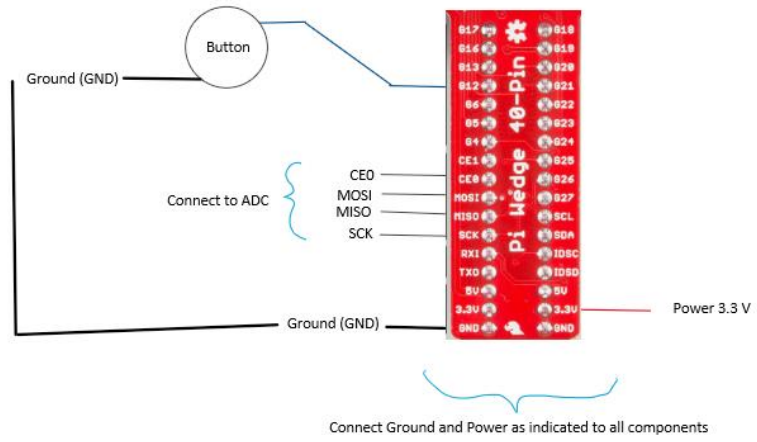 Button
Ground (GND)
Connect to ADC
CE0
MOSI
MISO
SCK
Ground (GND)
Pi Wedge 40-Pin
G17
G16
G13
G12
G6
G5
G4
CE1
CE0
MOSI
MISO
SCK
RXI
TXO
5V
3.3V
GND
G18
G19
G20
G21
G22
G23
G24
G25
G26
G27
SCL
SDA
IDSC
IDSD
5V
3.3V
GND
Power 3.3 V
Connect Ground and Power as indicated to all components